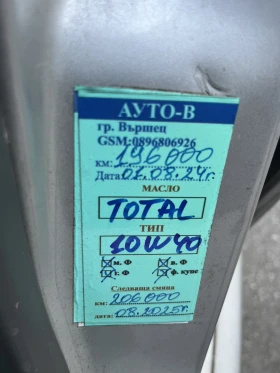 АУТО-В
гр. Вършец
GSM:0896806926
км: 196000
Дата: 01.08.24г.
МАСЛО
TOTAL
ТИП
10W40
м. Ф в. Ф
г. Ф ф. купе
Следваща смяна
км: 206000
дата: 08.2025г.